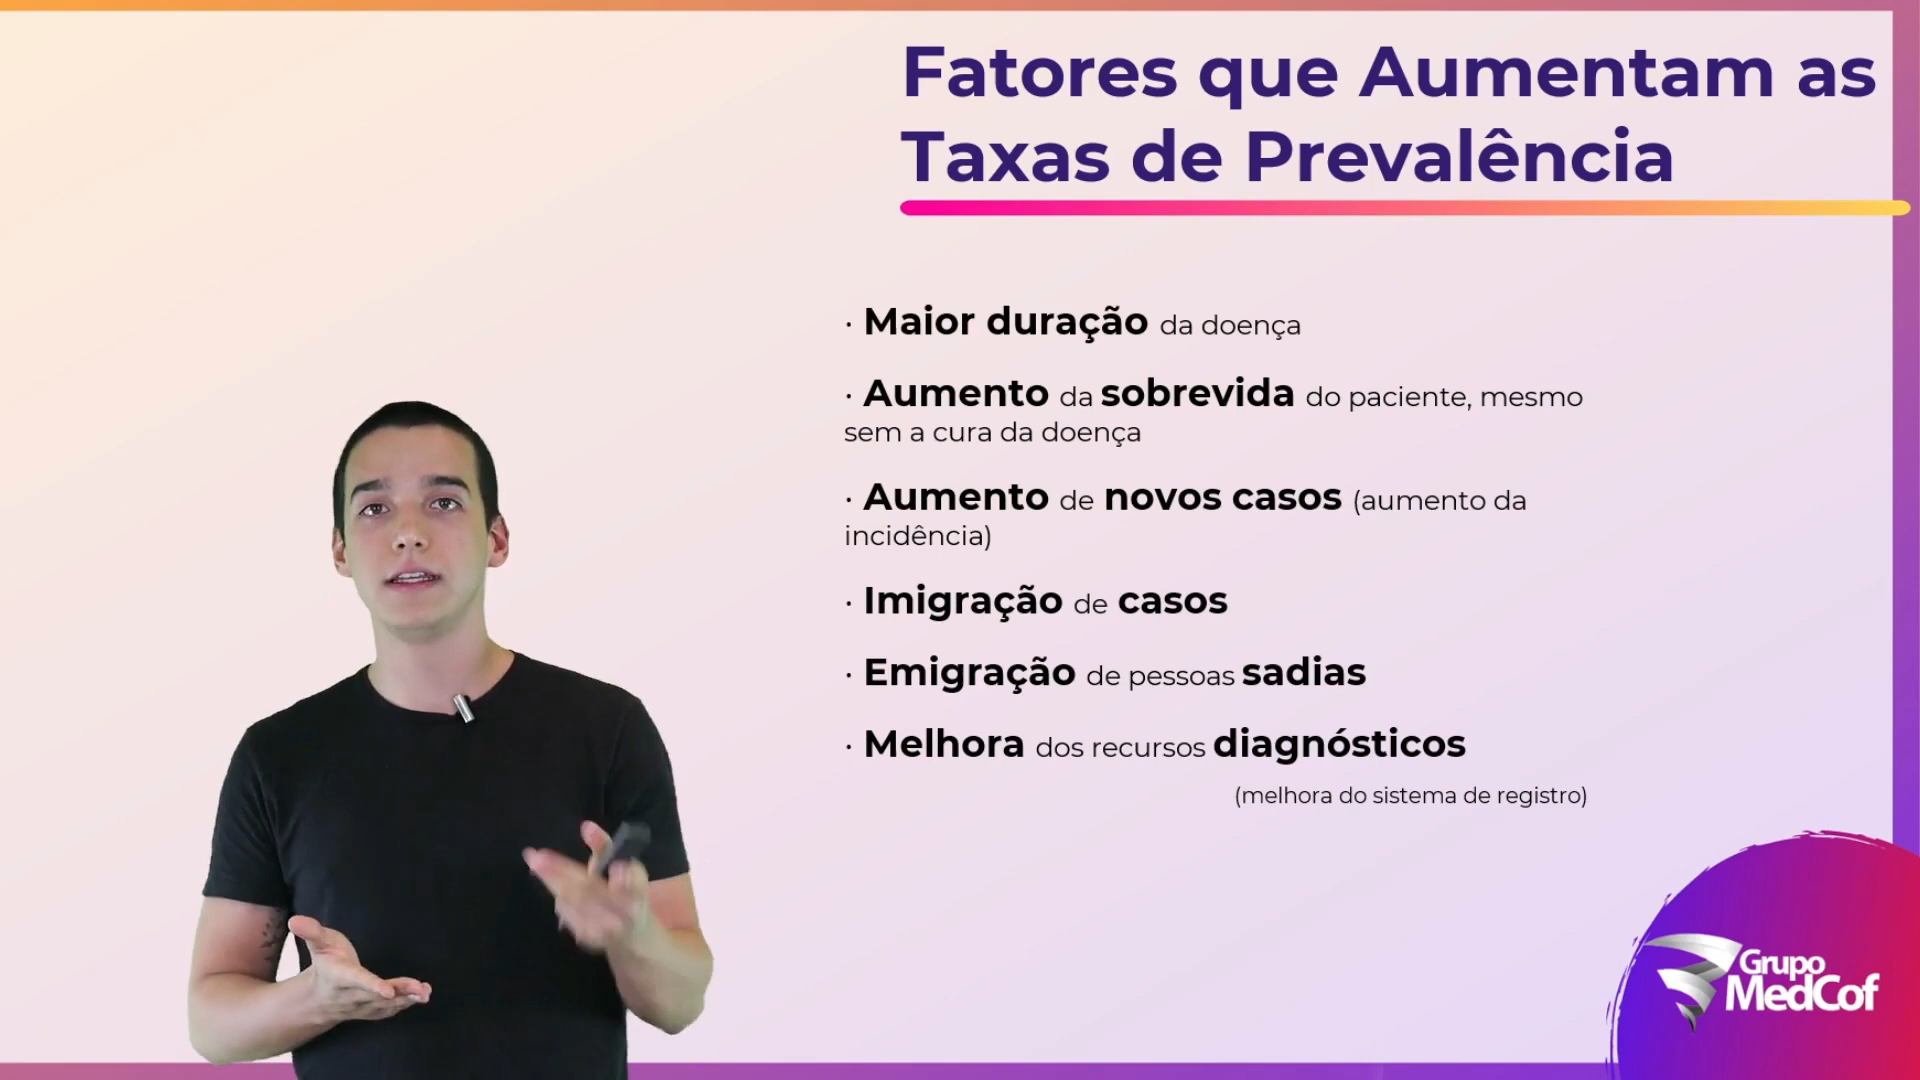 Fatores que Aumentam as
Taxas de Prevalência
· Maior duração da doença
· Aumento da sobrevida do paciente, mesmo
sem a cura da doença
· Aumento de novos casos (aumento da
incidência)
· Imigração de casos
· Emigração de pessoas sadias
· Melhora dos recursos diagnósticos
(melhora do sistema de registro)
Grupo
MedCof